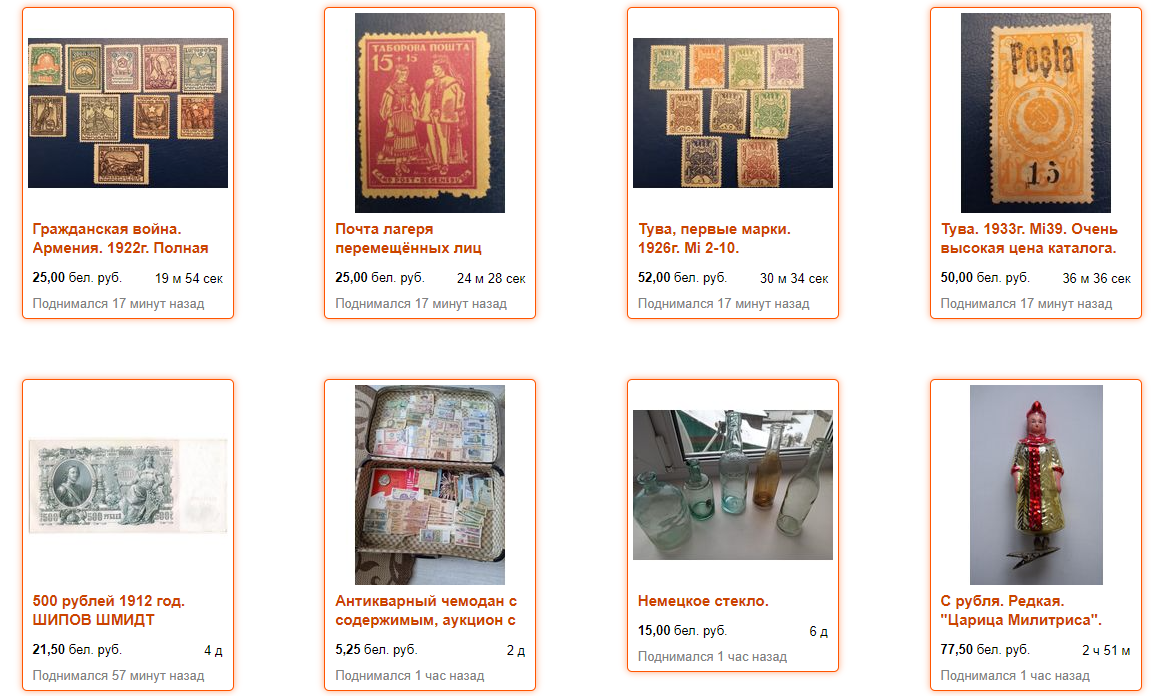 ТАБОРОВА ПОШТА
15+15
Poşta
15
Гражданская война.
Армения. 1922г. Полная
25,00 бел. руб. 19 м 54 сек
Поднимался 17 минут назад
Почта лагеря
перемещённых лиц
25,00 бел. руб. 24 м 28 сек
Поднимался 17 минут назад
Тува, первые марки.
1926г. Mi 2-10.
52,00 бел. руб. 30 м 34 сек
Поднимался 17 минут назад
Тува. 1933г. Mi39. Очень
высокая цена каталога.
50,00 бел. руб. 36 м 36 сек
Поднимался 17 минут назад
500 РУБЛЕЙ 500
500 рублей 1912 год.
ШИПОВ ШМИДТ
21,50 бел. руб. 4 д
Поднимался 57 минут назад
Антикварный чемодан с
содержимым, аукцион с
5,25 бел. руб. 2 д
Поднимался 1 час назад
Немецкое стекло.
15,00 бел. руб. 6 д
Поднимался 1 час назад
С рубля. Редкая.
"Царица Милитриса".
77,50 бел. руб. 2 ч 51 м
Поднимался 1 час назад